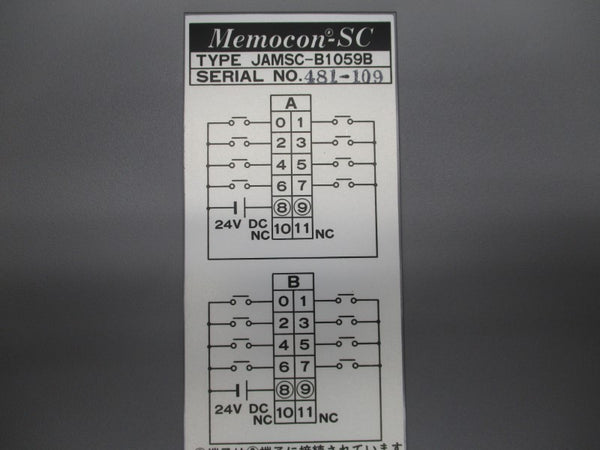 Memocon®-SC
TYPE JAMSC-B1059B
SERIAL NO. 481-109
A
0 1
2 3
4 5
6 7
⑧ ⑨
24V DC
NC 10 11 NC
B
0 1
2 3
4 5
6 7
⑧ ⑨
24V DC
NC 10 11 NC